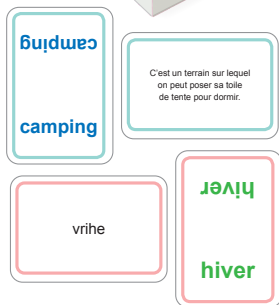 camping
camping
C'est un terrain sur lequel
on peut poser sa toile
de tente pour dormir.
hiver
vrihe
hiver